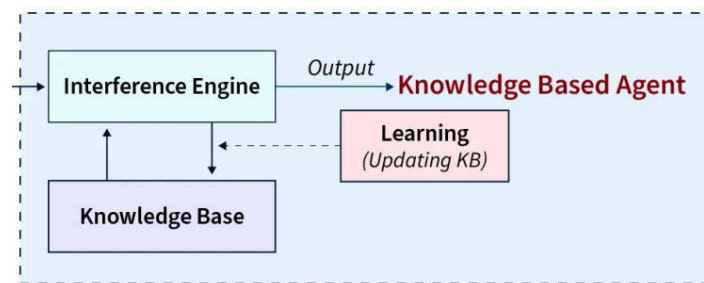 Interference Engine
Output
Knowledge Based Agent
Learning
(Updating KB)
Knowledge Base